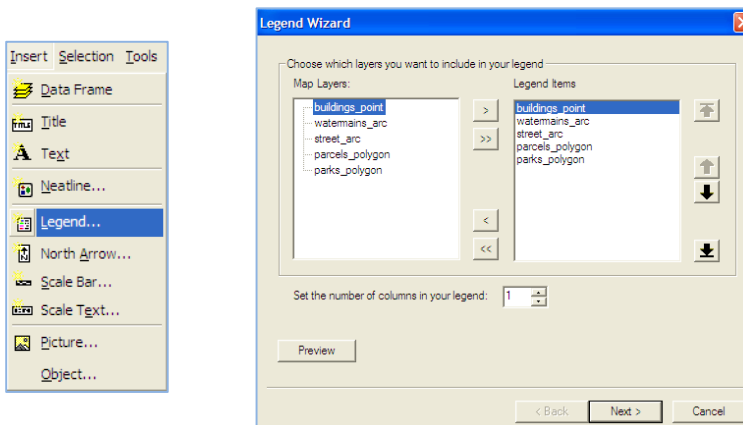 Insert Selection Tools
Data Frame
Title
Text
Neatline...
Legend...
North Arrow...
Scale Bar...
Scale Text...
Picture...
Object...
Legend Wizard
Choose which layers you want to include in your legend
Map Layers:
buildings_point
watermains_arc
street_arc
parcels_polygon
parks_polygon
>
>>
<
<<
Legend Items
buildings_point
watermains_arc
street_arc
parcels_polygon
parks_polygon
Set the number of columns in your legend: 1
Preview
< Back Next > Cancel